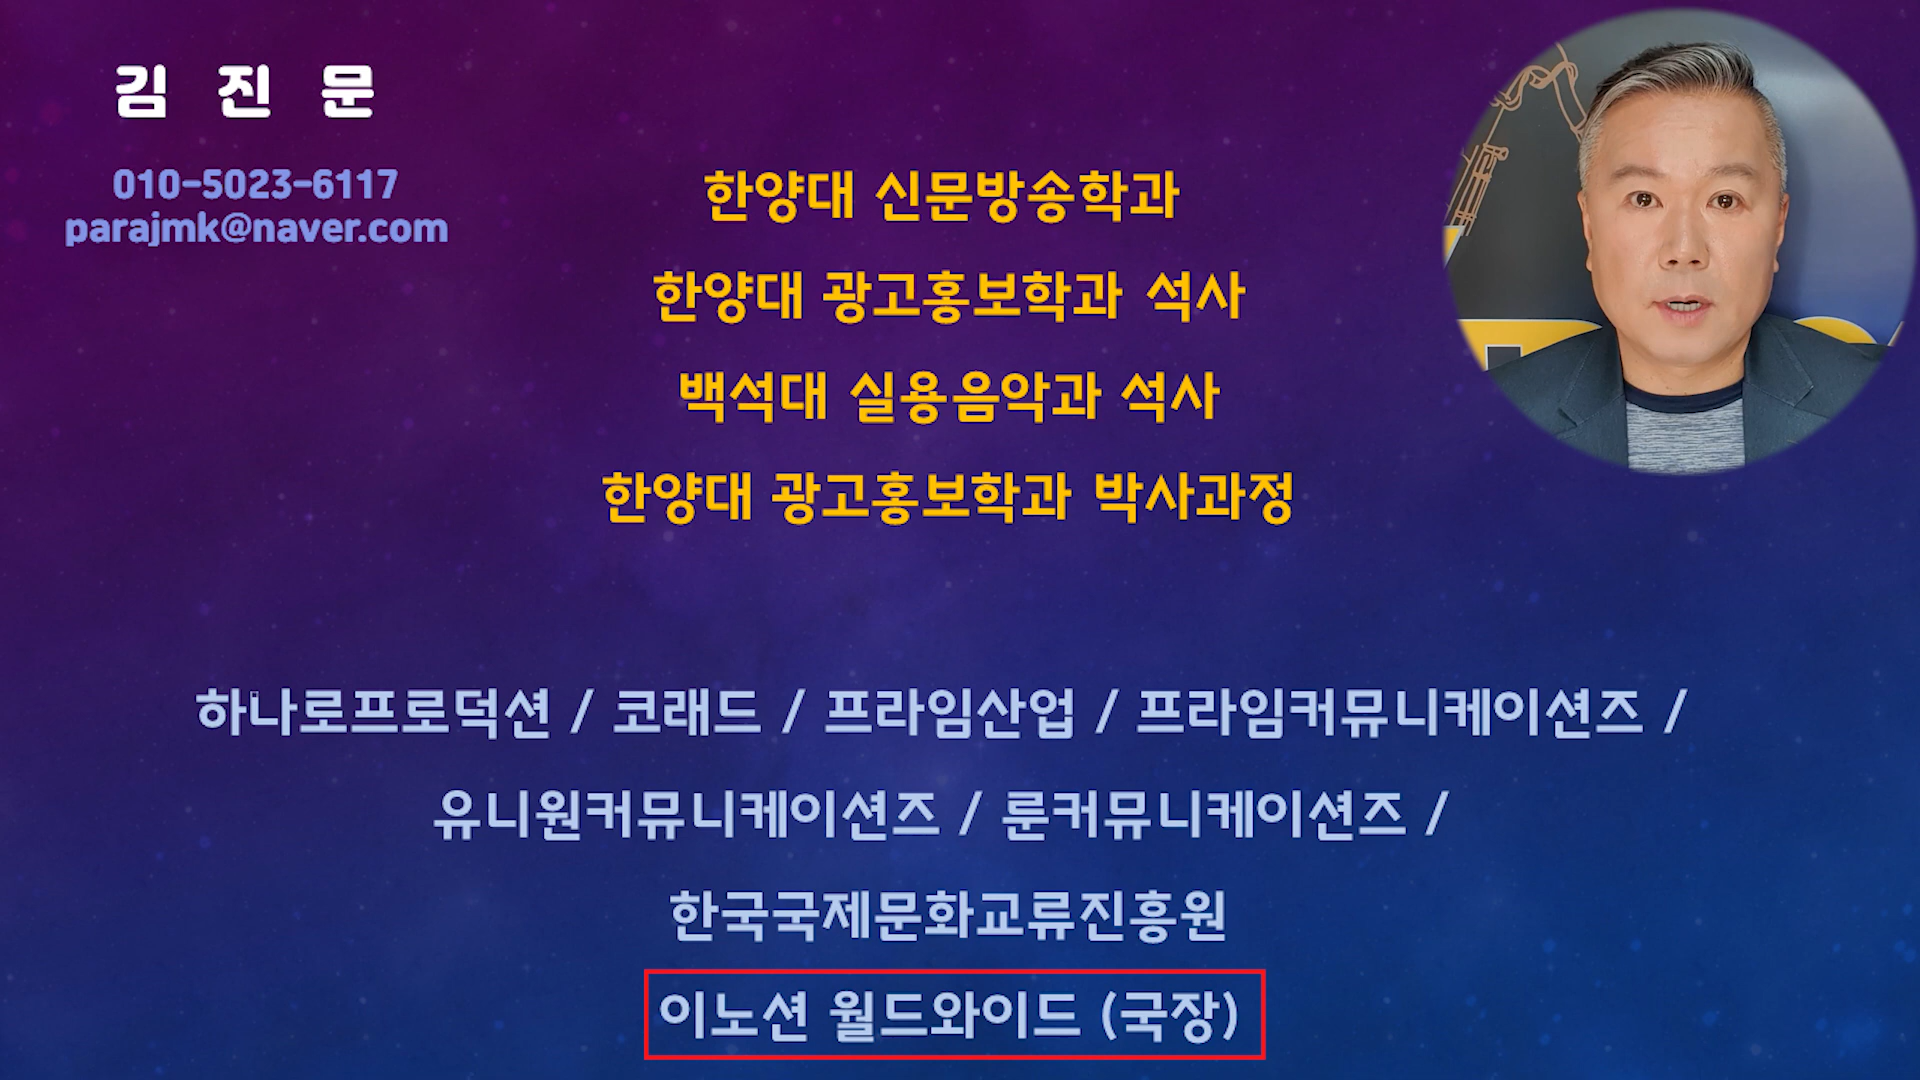 김 진 문
010-5023-6117
parajmk@naver.com
한양대 신문방송학과
한양대 광고홍보학과 석사
백석대 실용음악과 석사
한양대 광고홍보학과 박사과정
하나로프로덕션 / 코래드 / 프라임산업 / 프라임커뮤니케이션즈 /
유니원커뮤니케이션즈 / 룬커뮤니케이션즈 /
한국국제문화교류진흥원
이노션 월드와이드 (국장)